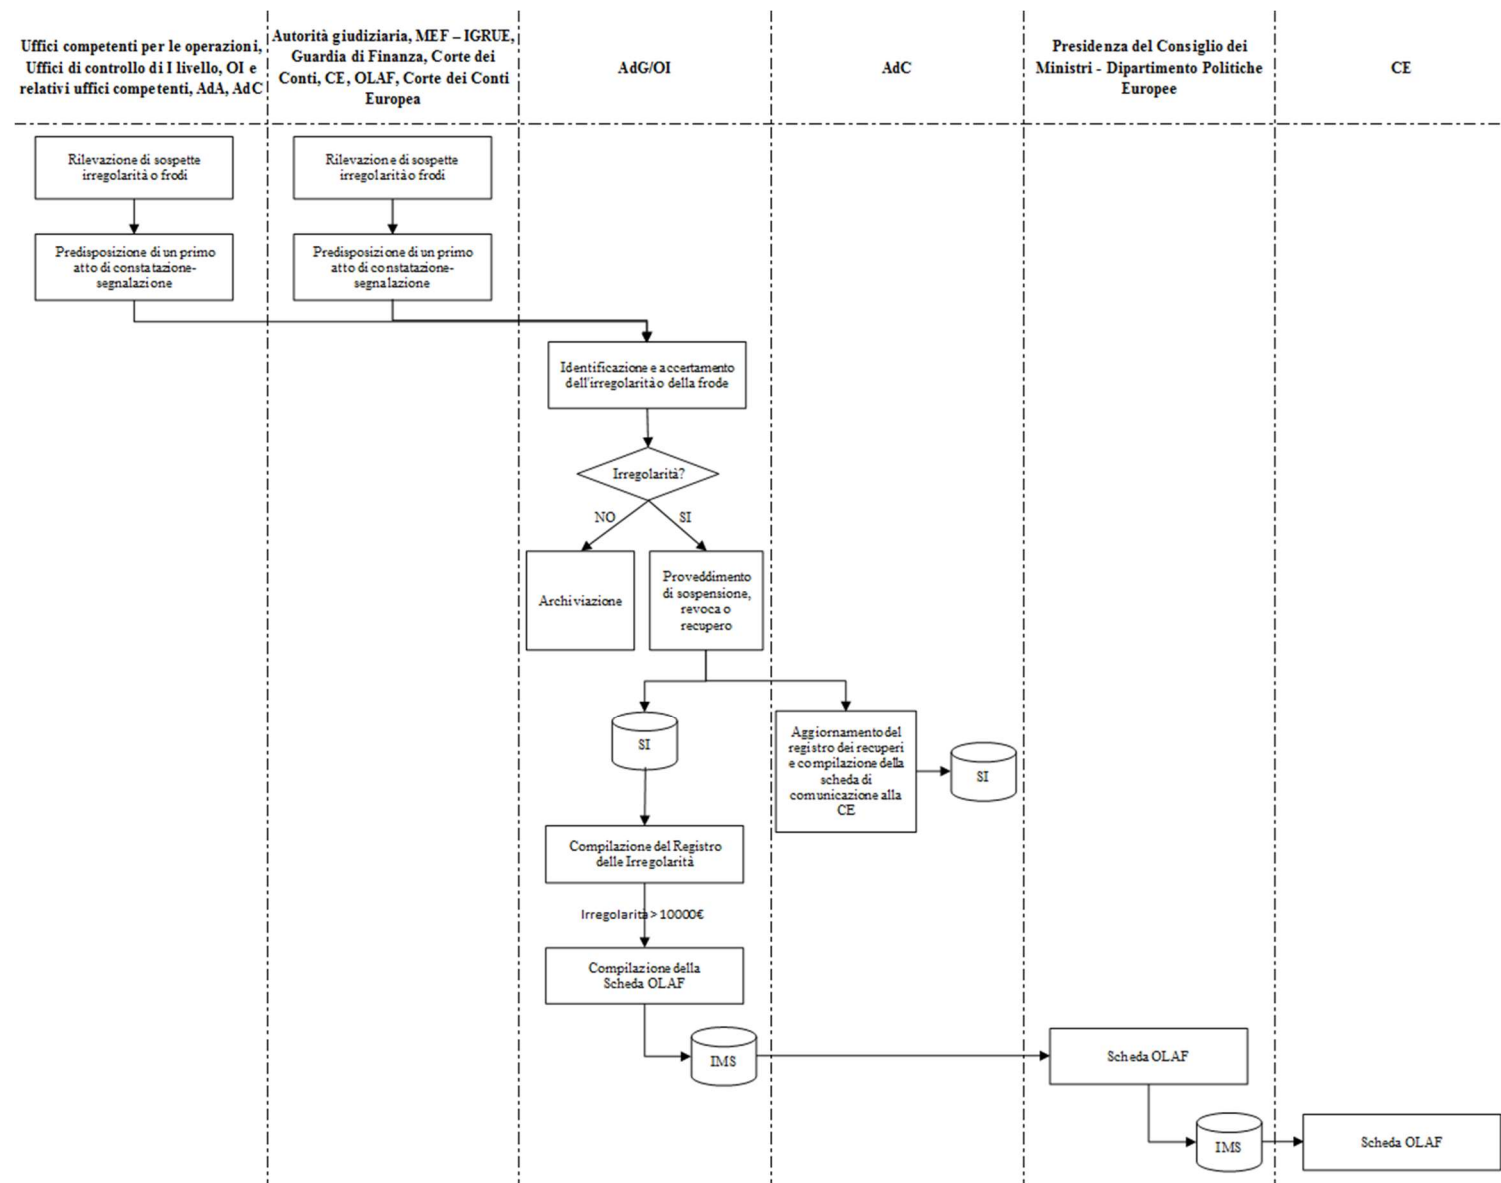 Uffici competenti per le operazioni,
Uffici di controllo di I livello, OI e
relativi uffici competenti, AdA, AdC
Autorità giudiziaria, MEF – IGRUE,
Guardia di Finanza, Corte dei
Conti, CE, OLAF, Corte dei Conti
Europea
AdG/OI
AdC
Presidenza del Consiglio dei
Ministri - Dipartimento Politiche
Europee
CE
Rilevazione di sospette
irregolarità o frodi
Rilevazione di sospette
irregolarità o frodi
Predisposizione di un primo
atto di constatazione-
segnalazione
Predisposizione di un primo
atto di constatazione-
segnalazione
Identificazione e accertamento
dell'irregolarità o della frode
Irregolarità?
NO
SI
Archiviazione
Proveddimento
di sospensione,
revoca o
recupero
SI
Aggiornamento del
registro dei recuperi
e compilazione della
scheda di
comunicazione alla
CE
SI
Compilazione del Registro
delle Irregolarità
Irregolarità > 10000€
Compilazione della
Scheda OLAF
IMS
Scheda OLAF
IMS
Scheda OLAF